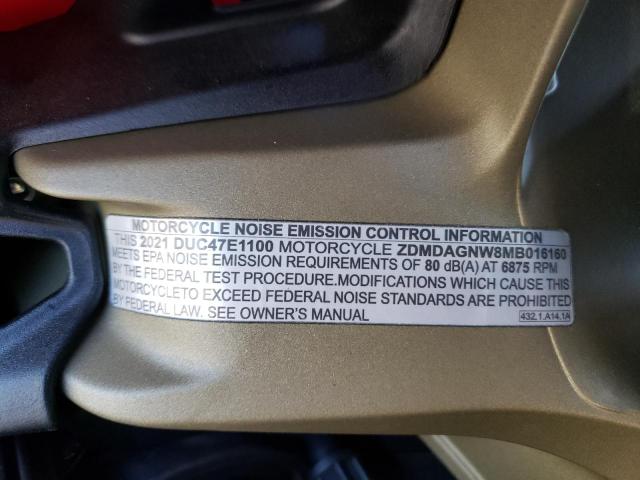 MOTORCYCLE NOISE EMISSION CONTROL INFORMATION
THIS 2021 DUC47E1100 MOTORCYCLE ZDMDAGNW8MB016160
MEETS EPA NOISE EMISSION REQUIREMENTS OF 80 dB(A) AT 6875 RPM
BY THE FEDERAL TEST PROCEDURE.MODIFICATIONS WHICH CAUSE THIS
MOTORCYCLETO EXCEED FEDERAL NOISE STANDARDS ARE PROHIBITED
BY FEDERAL LAW. SEE OWNER'S MANUAL
432.1.A14.1A